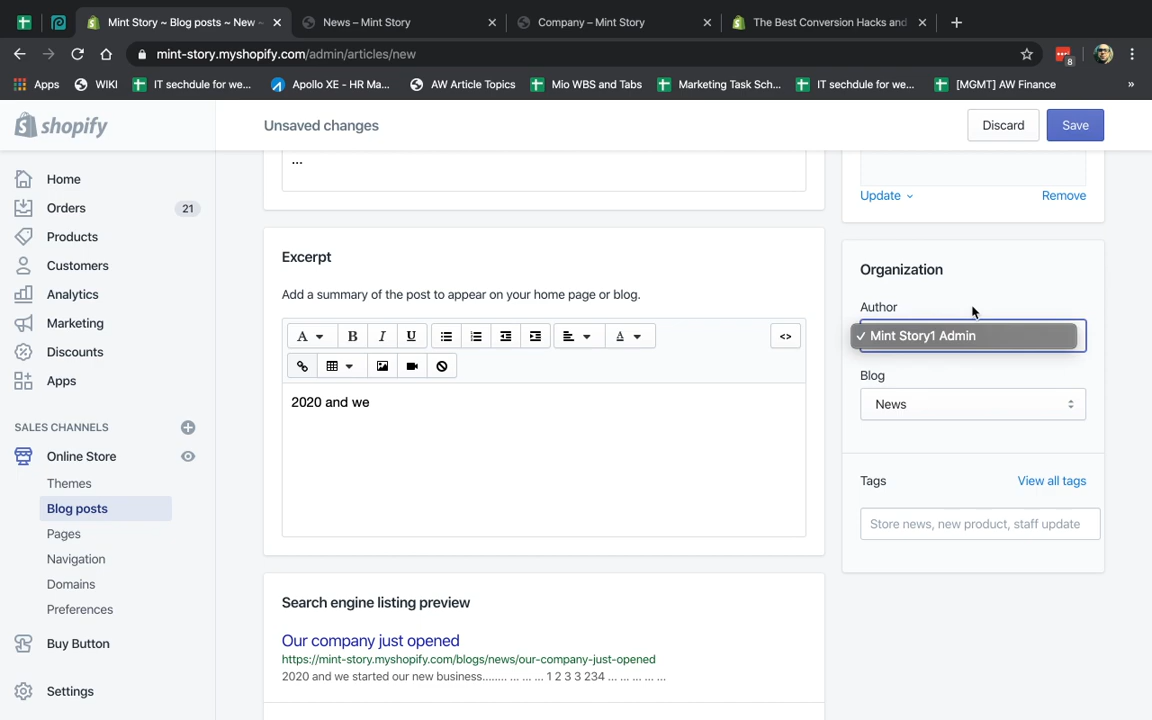 Mint Story ~ Blog posts ~ New
News – Mint Story
Company – Mint Story
The Best Conversion Hacks and
mint-story.myshopify.com/admin/articles/new
8
Apps
WIKI
IT sechdule for we...
Apollo XE - HR Ma...
AW Article Topics
Mio WBS and Tabs
Marketing Task Sch...
IT sechdule for we...
[MGMT] AW Finance
»
shopify
Unsaved changes
Discard
Save
Home
Orders
21
Products
Customers
Analytics
Marketing
Discounts
Apps
SALES CHANNELS
Online Store
Themes
Blog posts
Pages
Navigation
Domains
Preferences
Buy Button
Settings
...
Excerpt
Add a summary of the post to appear on your home page or blog.
A B I U A <>
2020 and we
Search engine listing preview
Our company just opened
https://mint-story.myshopify.com/blogs/news/our-company-just-opened
2020 and we started our new business........ ... ... ... 1 2 3 3 234 ... ... ... ... ...
Update
Remove
Organization
Author
✓ Mint Story1 Admin
Blog
News
Tags
View all tags
Store news, new product, staff update